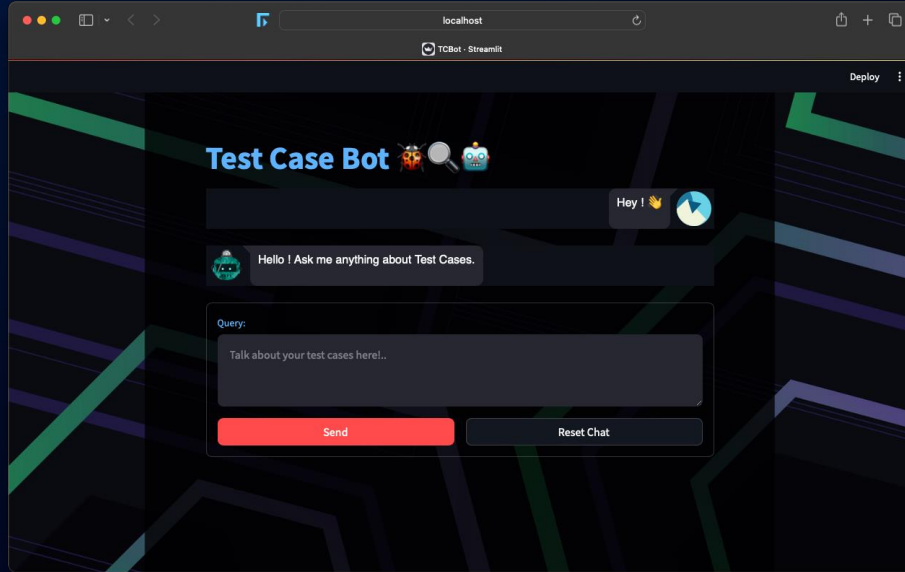 localhost
TCBot - Streamlit
Deploy
Test Case Bot 🐞🔍🤖
Hey ! 👋
Hello ! Ask me anything about Test Cases.
Query:
Talk about your test cases here!..
Send
Reset Chat